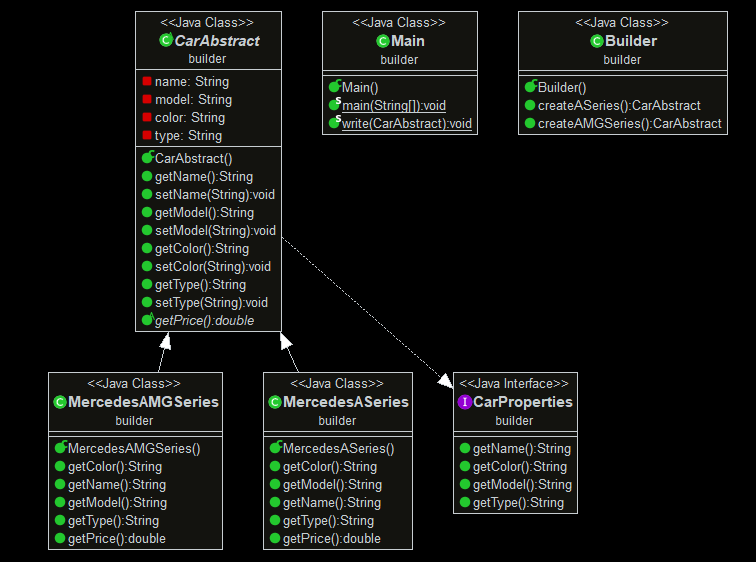 <<Java Class>>
CarAbstract
builder
name: String
model: String
color: String
type: String
CarAbstract()
getName():String
setName(String):void
getModel():String
setModel(String):void
getColor():String
setColor(String):void
getType():String
setType(String):void
getPrice():double
<<Java Class>>
Main
builder
Main()
main(String[]):void
write(CarAbstract):void
<<Java Class>>
Builder
builder
Builder()
createASeries():CarAbstract
createAMGSeries():CarAbstract
<<Java Class>>
MercedesAMGSeries
builder
MercedesAMGSeries()
getColor():String
getName():String
getModel():String
getType():String
getPrice():double
<<Java Class>>
MercedesASeries
builder
MercedesASeries()
getColor():String
getModel():String
getName():String
getType():String
getPrice():double
<<Java Interface>>
CarProperties
builder
getName():String
getColor():String
getModel():String
getType():String